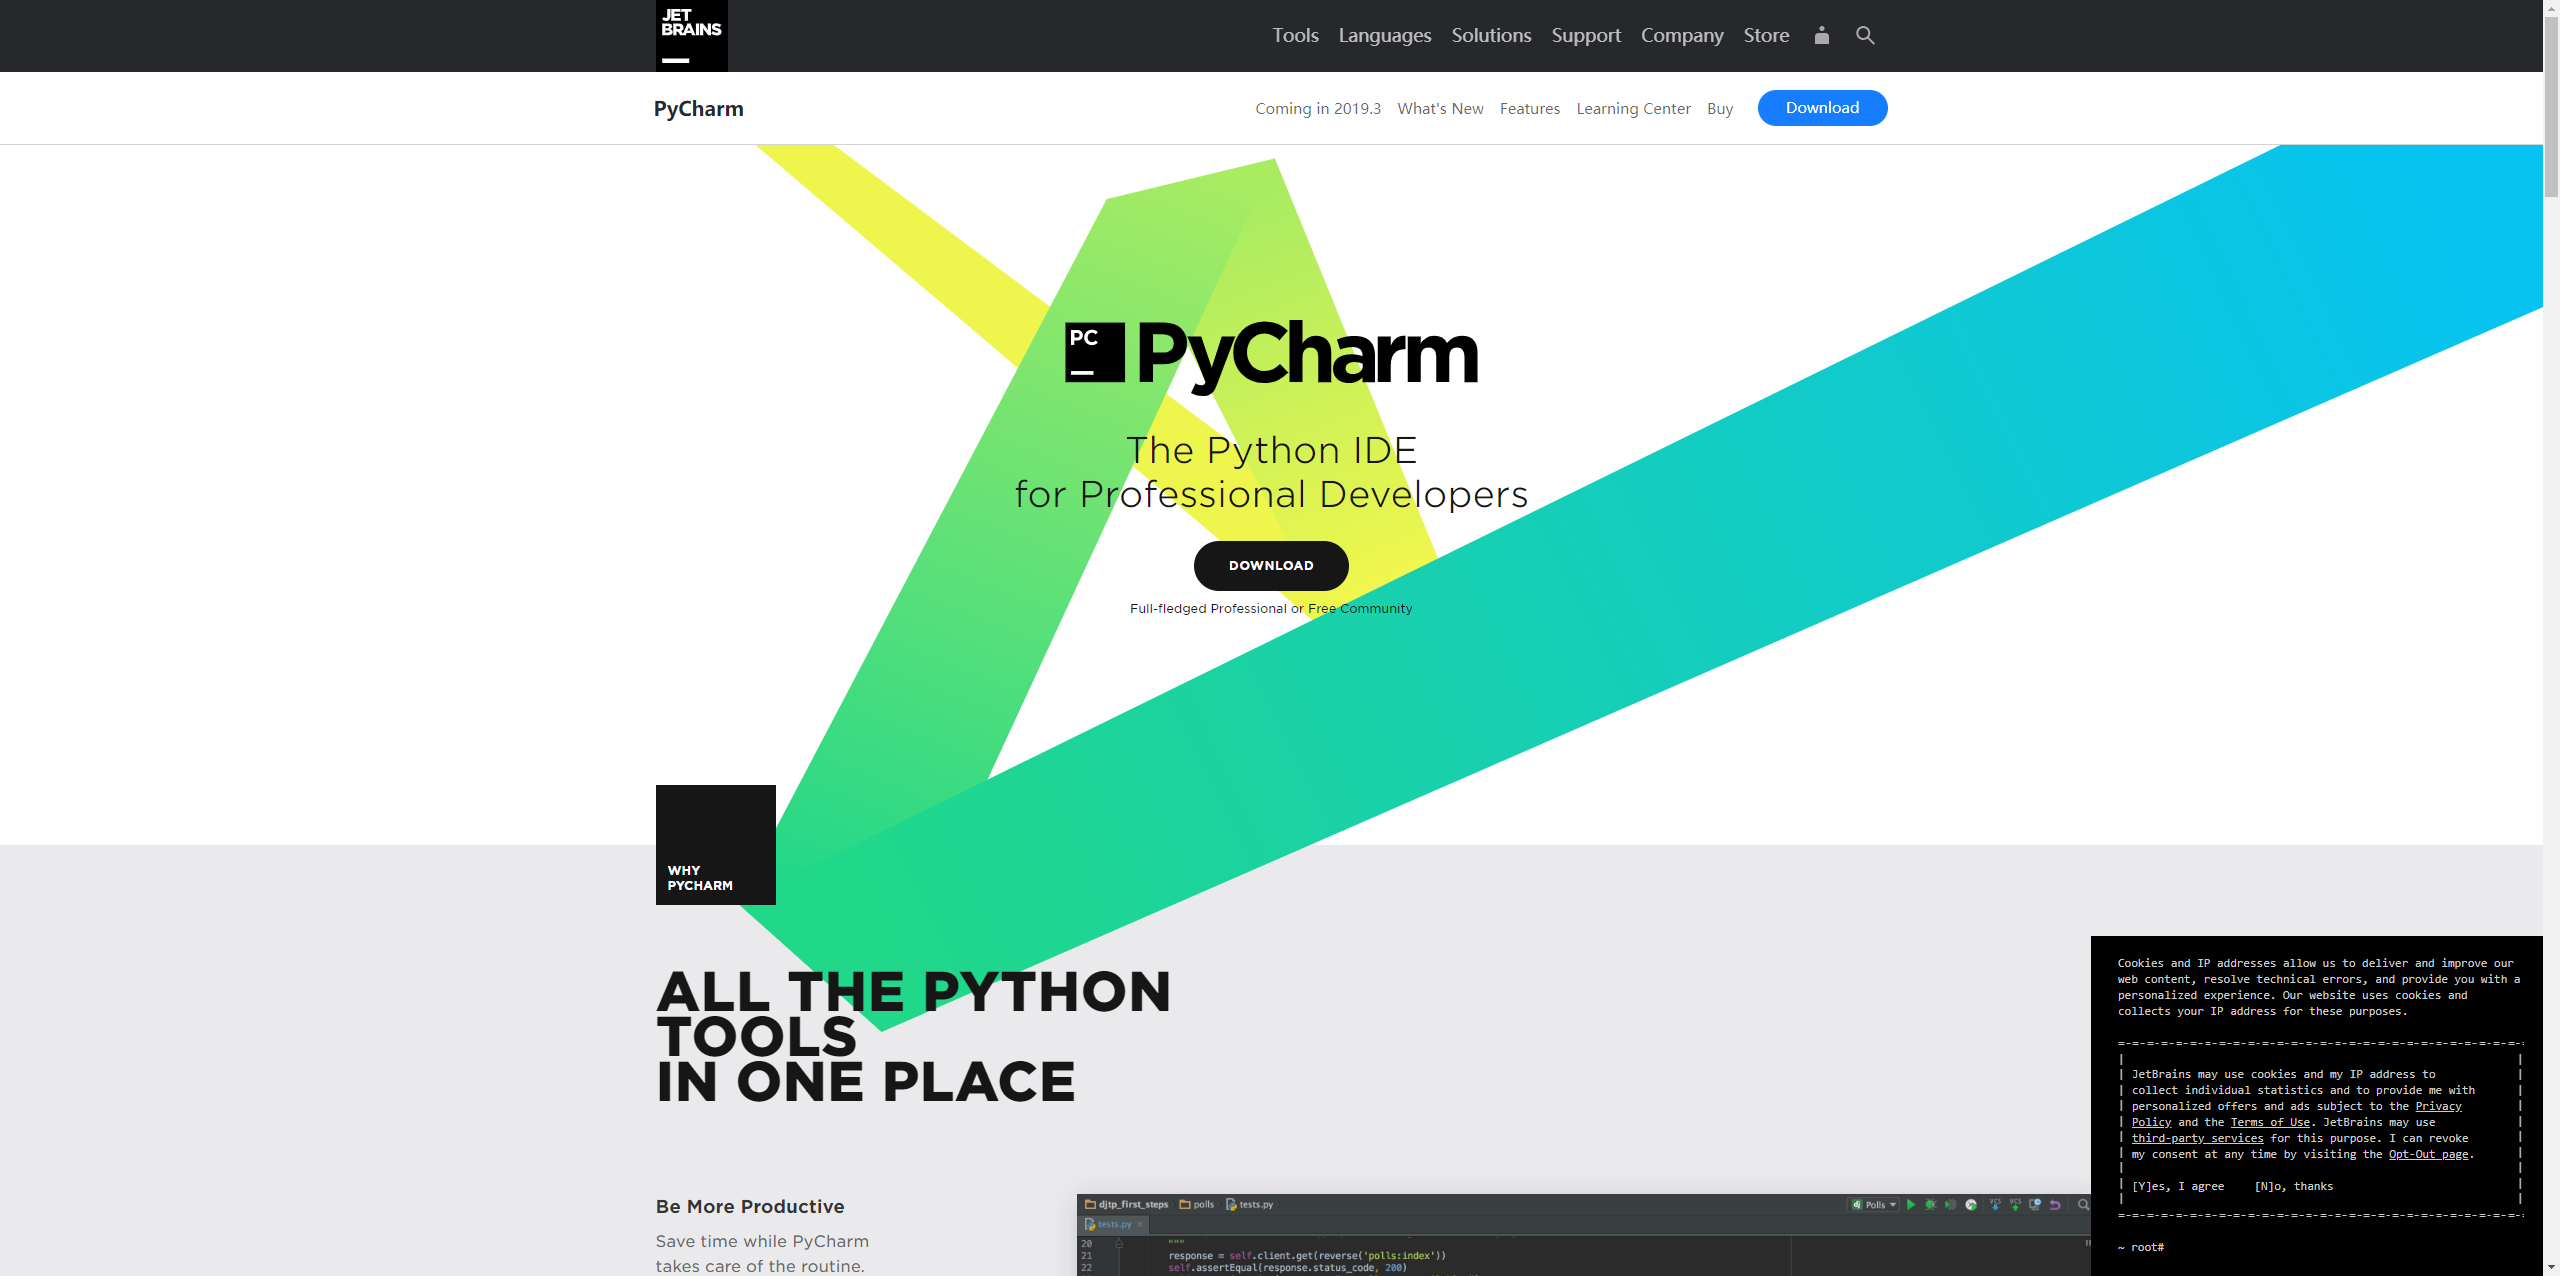 JET
BRAINS
Tools Languages Solutions Support Company Store
PyCharm
Coming in 2019.3 What's New Features Learning Center Buy Download
PC PyCharm
The Python IDE
for Professional Developers
DOWNLOAD
Full-fledged Professional or Free Community
WHY
PYCHARM
ALL THE PYTHON
TOOLS
IN ONE PLACE
Be More Productive
Save time while PyCharm
takes care of the routine.
djtp_first_steps polls tests.py
dj Polls VCS VCS
tests.py
20 """
21 response = self.client.get(reverse('polls:index'))
22 self.assertEqual(response.status_code, 200)
Cookies and IP addresses allow us to deliver and improve our
web content, resolve technical errors, and provide you with a
personalized experience. Our website uses cookies and
collects your IP address for these purposes.
JetBrains may use cookies and my IP address to
collect individual statistics and to provide me with
personalized offers and ads subject to the Privacy
Policy and the Terms of Use. JetBrains may use
third-party services for this purpose. I can revoke
my consent at any time by visiting the Opt-Out page.
[Y]es, I agree [N]o, thanks
~ root#